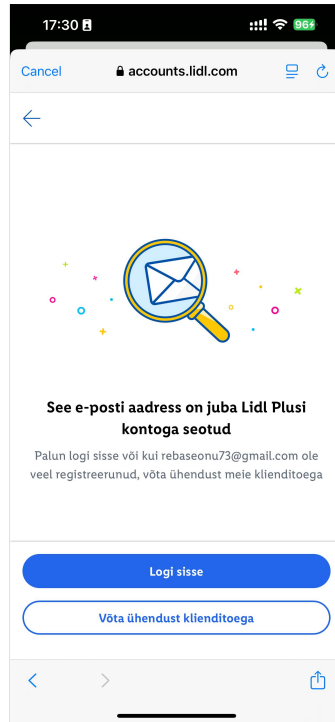 17:30
96
Cancel
accounts.lidl.com
See e-posti aadress on juba Lidl Plusi
kontoga seotud
Palun logi sisse või kui rebaseonu73@gmail.com ole
veel registreerunud, võta ühendust meie klienditoega
Logi sisse
Võta ühendust klienditoega